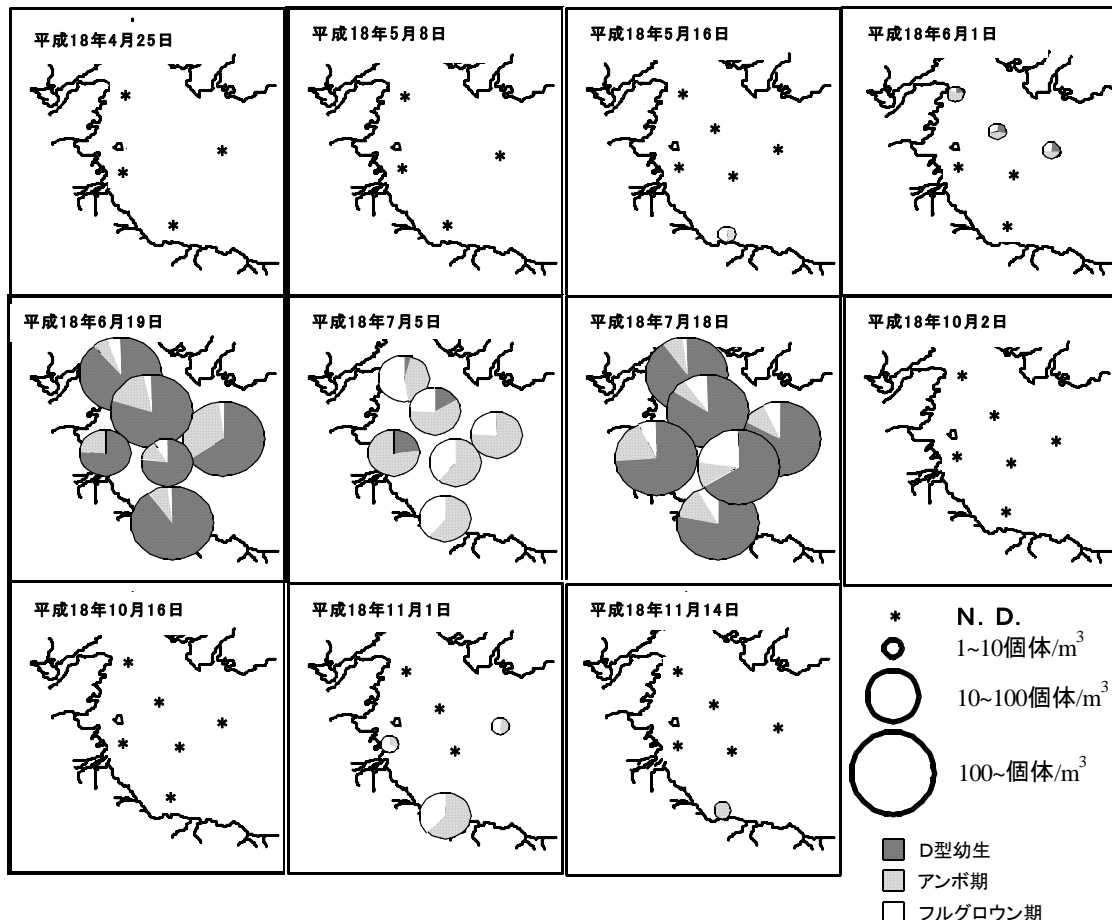 平成18年4月25日
平成18年5月8日
平成18年5月16日
平成18年6月1日
平成18年6月19日
平成18年7月5日
平成18年7月18日
平成18年10月2日
平成18年10月16日
平成18年11月1日
平成18年11月14日
* N. D.
1~10個体/m³
10~100個体/m³
100~個体/m³
D型幼生
アンボ期
フルグロウン期